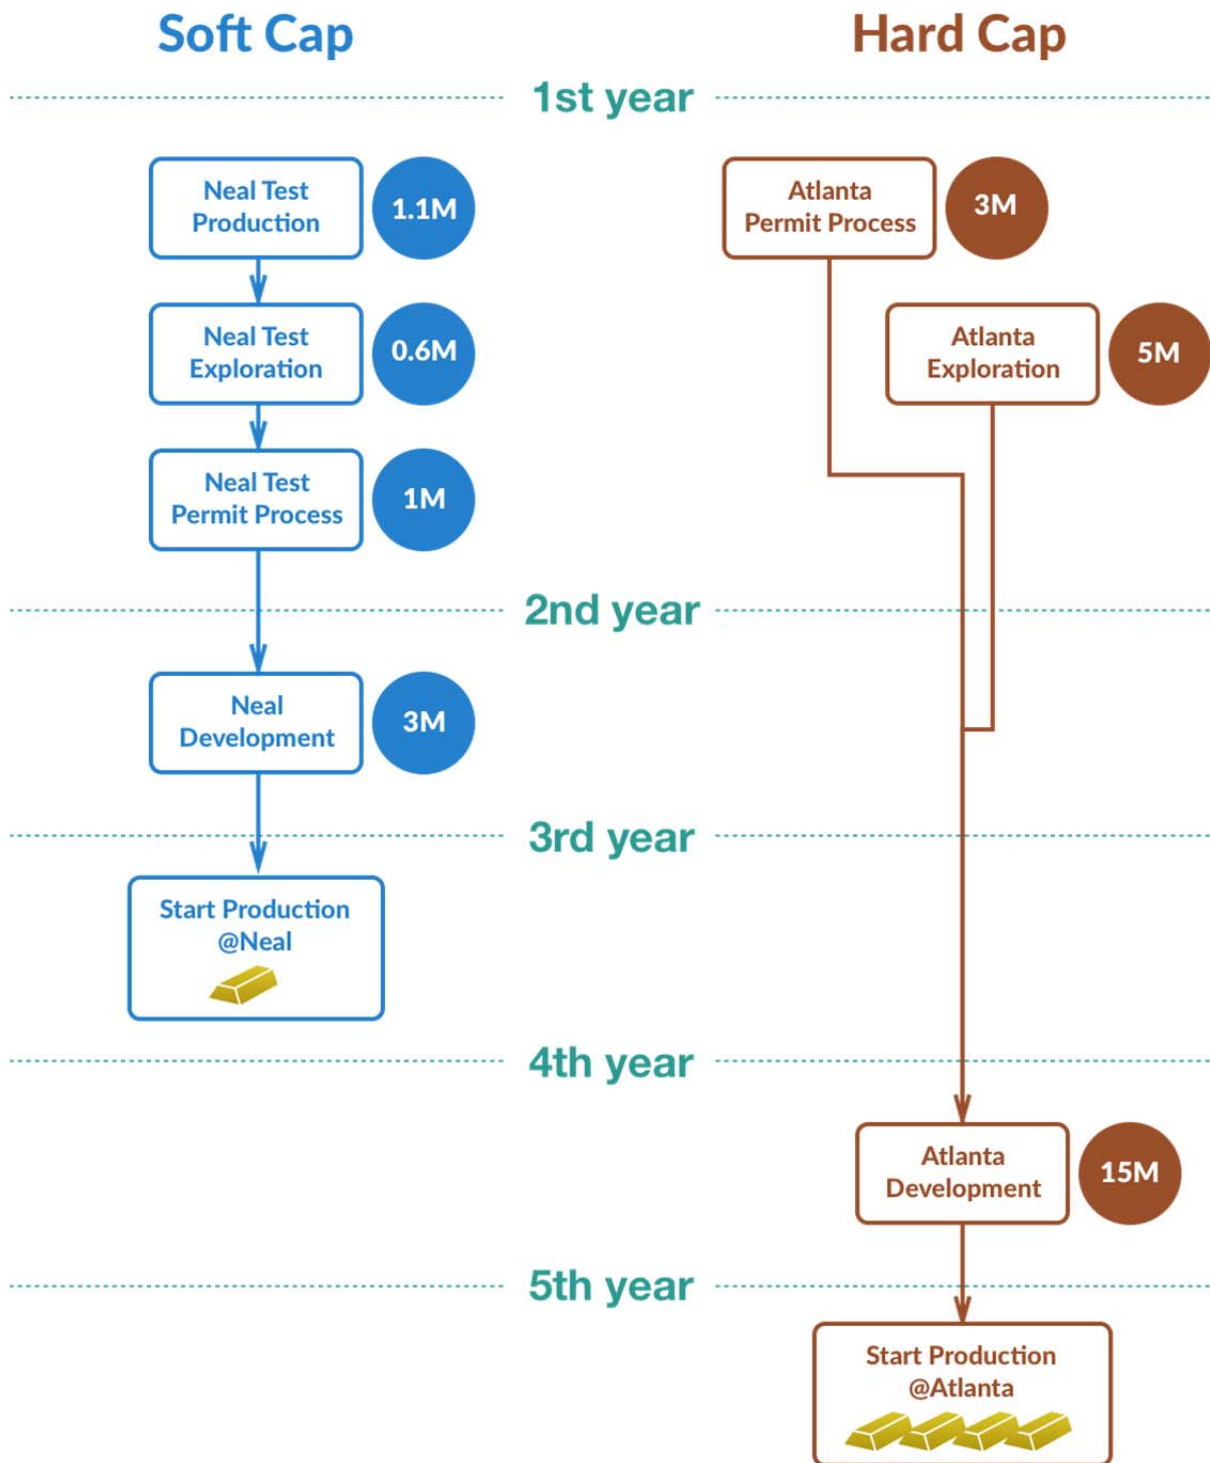 Soft Cap
Hard Cap
1st year
Neal Test
Production
1.1M
Atlanta
Permit Process
3M
Neal Test
Exploration
0.6M
Atlanta
Exploration
5M
Neal Test
Permit Process
1M
2nd year
Neal
Development
3M
3rd year
Start Production
@Neal
4th year
Atlanta
Development
15M
5th year
Start Production
@Atlanta